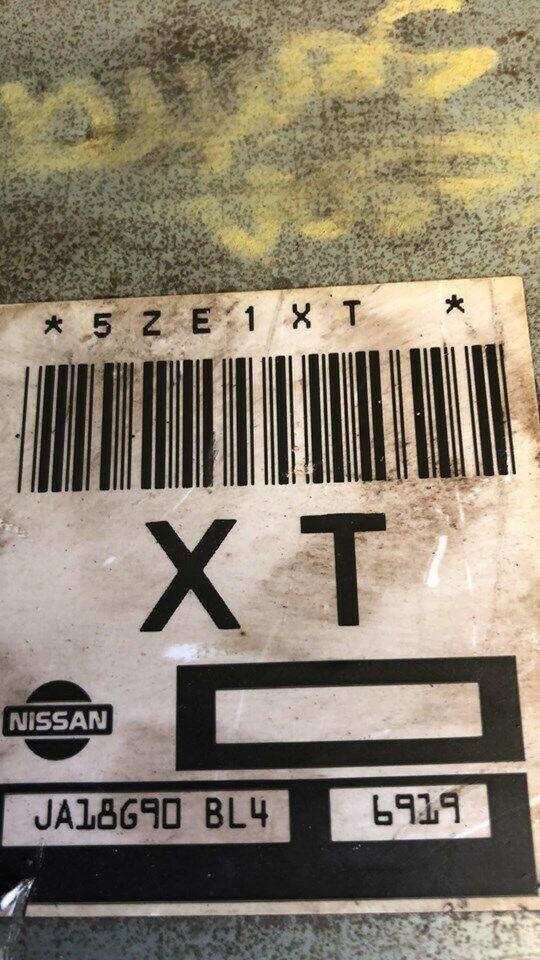 *5ZE1XT *
XT
NISSAN
JA18G90 BL4
6919